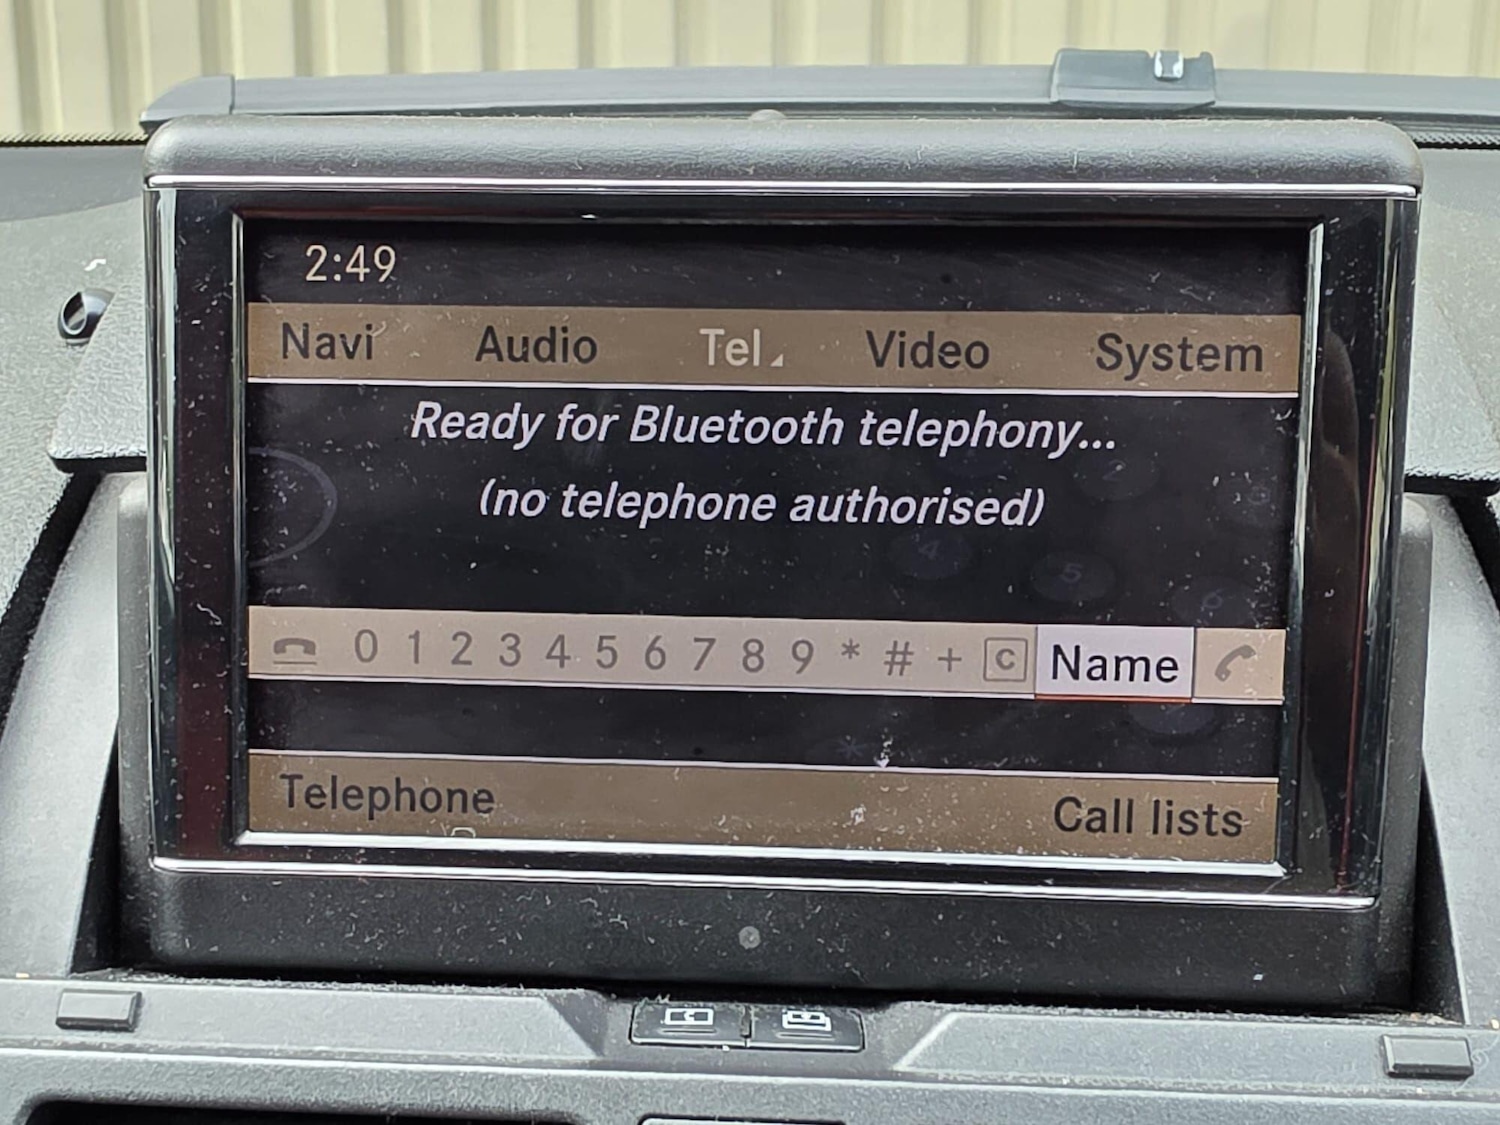 2:49
Navi Audio Tel Video System
Ready for Bluetooth telephony...
(no telephone authorised)
0 1 2 3 4 5 6 7 8 9 * # + C Name
Telephone Call lists